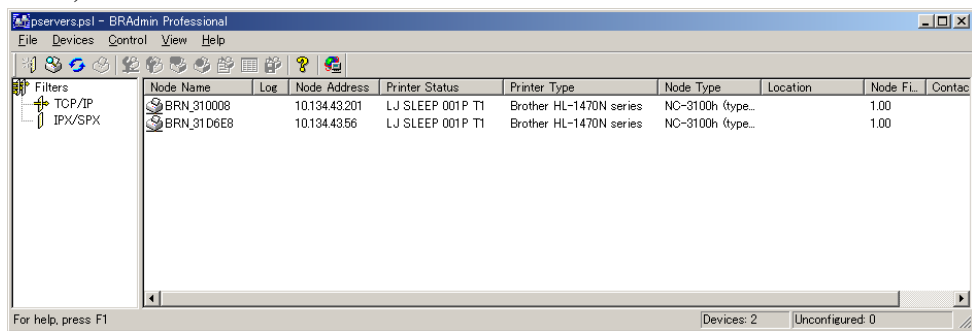 pservers.psl - BRAdmin Professional
File Devices Control View Help
Filters
TCP/IP
IPX/SPX
Node Name Log Node Address Printer Status Printer Type Node Type Location Node Fi... Contac
BRN_310008 10.134.43.201 LJ SLEEP 001P T1 Brother HL-1470N series NC-3100h (type... 1.00
BRN_31D6E8 10.134.43.56 LJ SLEEP 001P T1 Brother HL-1470N series NC-3100h (type... 1.00
For help, press F1 Devices: 2 Unconfigured: 0